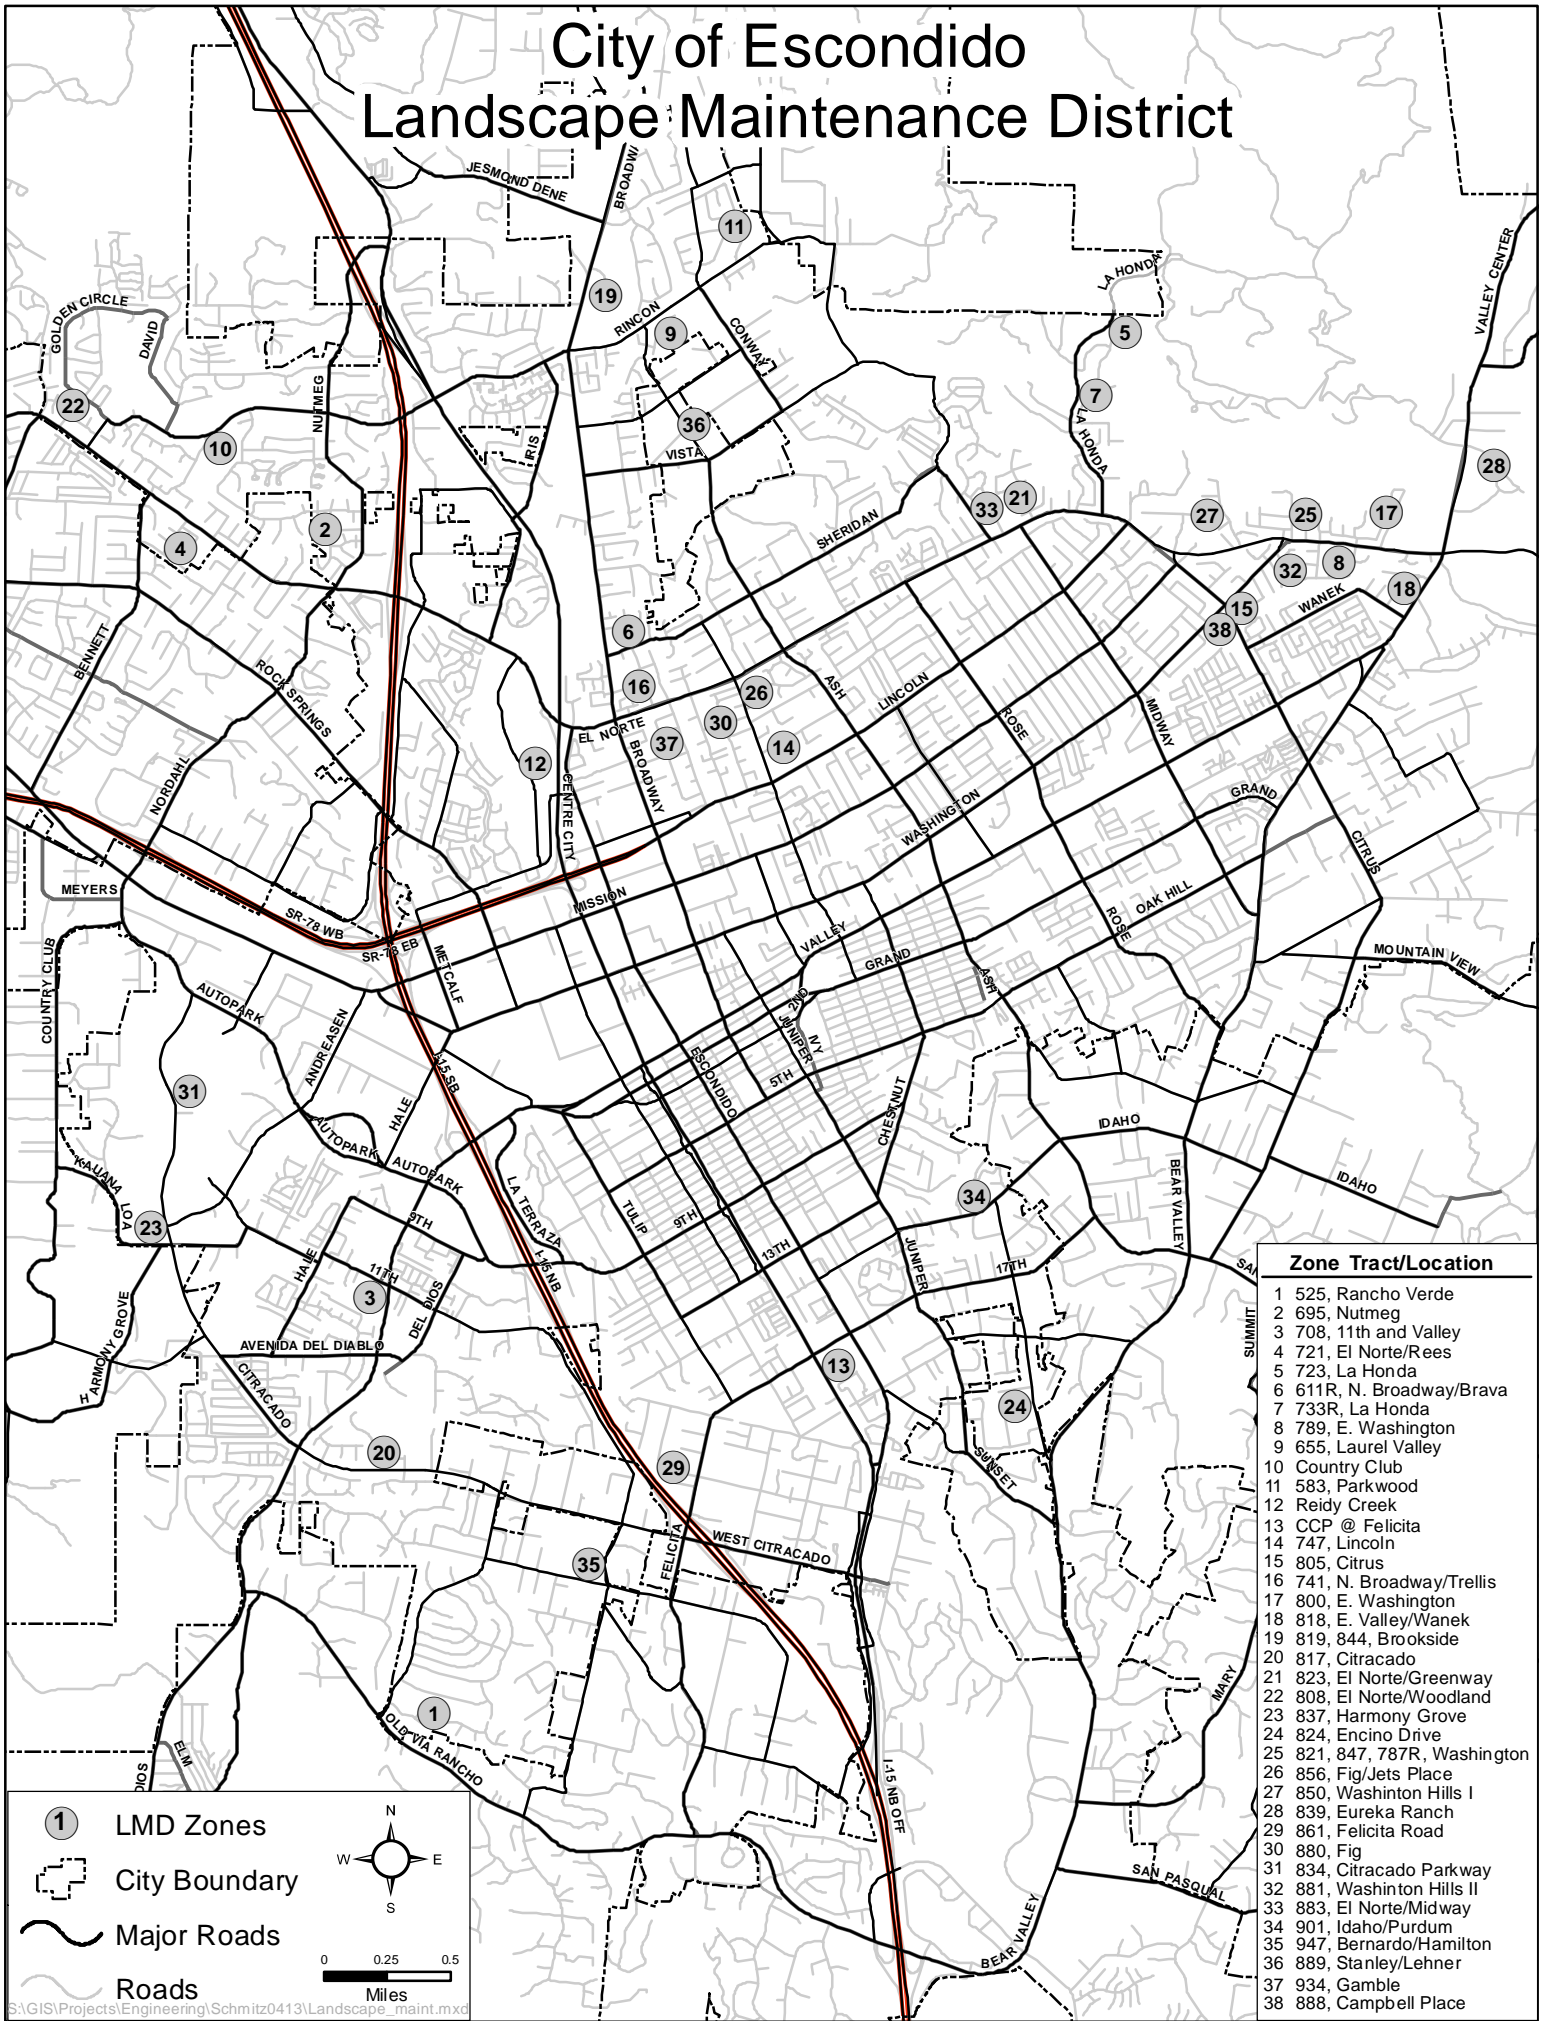 City of Escondido
Landscape Maintenance District
JESMOND DENE
BROADWA
11
LA HONDA
VALLEY CENTER
GOLDEN CIRCLE
DAVID
19
RINCON
9
CONWAY
5
22
NUTMEG
7
10
36
IRIS
VISTA
LA HONDA
28
2
4
SHERIDAN
33
21
27
25
17
32
8
18
15
WANEK
38
6
BENNETT
ROCK SPRINGS
16
26
ASH
LINCOLN
ROSE
MIDWAY
EL NORTE
30
37
14
12
BROADWAY
CENTRE CITY
NORDAHL
WASHINGTON
GRAND
CITRUS
MEYERS
MISSION
OAK HILL
ROSE
SR-78 WB
SR-78 EB
METCALF
VALLEY
GRAND
MOUNTAIN VIEW
COUNTRY CLUB
AUTOPARK
ANDREASEN
2ND
ASH
JUNIPER
IVY
31
I-15 SB
ESCONDIDO
5TH
HALE
CHESTNUT
AUTOPARK
AUTOPARK
IDAHO
KAUANA LOA
LA TERRAZA
BEAR VALLEY
IDAHO
34
23
9TH
TULIP
9TH
13TH
JUNIPER
HALE
11TH
I-15 NB
17TH
SAN
3
DEL DIOS
HARMONY GROVE
AVENIDA DEL DIABLO
SUMMIT
13
CITRACADO
24
20
29
SUNSET
WEST CITRACADO
35
FELICITA
MARY
1
OLD VIA RANCHO
ELM
DIOS
I-15 NB OFF
SAN PASQUAL
BEAR VALLEY
Zone Tract/Location
1 525, Rancho Verde
2 695, Nutmeg
3 708, 11th and Valley
4 721, El Norte/Rees
5 723, La Honda
6 611R, N. Broadway/Brava
7 733R, La Honda
8 789, E. Washington
9 655, Laurel Valley
10 Country Club
11 583, Parkwood
12 Reidy Creek
13 CCP @ Felicita
14 747, Lincoln
15 805, Citrus
16 741, N. Broadway/Trellis
17 800, E. Washington
18 818, E. Valley/Wanek
19 819, 844, Brookside
20 817, Citracado
21 823, El Norte/Greenway
22 808, El Norte/Woodland
23 837, Harmony Grove
24 824, Encino Drive
25 821, 847, 787R, Washington
26 856, Fig/Jets Place
27 850, Washinton Hills I
28 839, Eureka Ranch
29 861, Felicita Road
30 880, Fig
31 834, Citracado Parkway
32 881, Washinton Hills II
33 883, El Norte/Midway
34 901, Idaho/Purdum
35 947, Bernardo/Hamilton
36 889, Stanley/Lehner
37 934, Gamble
38 888, Campbell Place
1 LMD Zones
City Boundary
Major Roads
Roads
N
W E
S
0 0.25 0.5
Miles
S:\GIS\Projects\Engineering\Schmitz0413\Landscape_maint.mxd